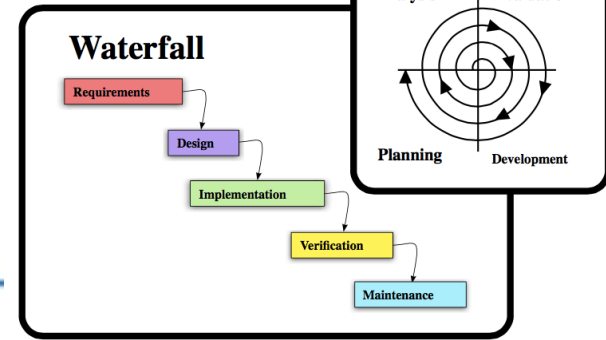 Waterfall
Requirements
Design
Implementation
Verification
Maintenance
Planning
Development